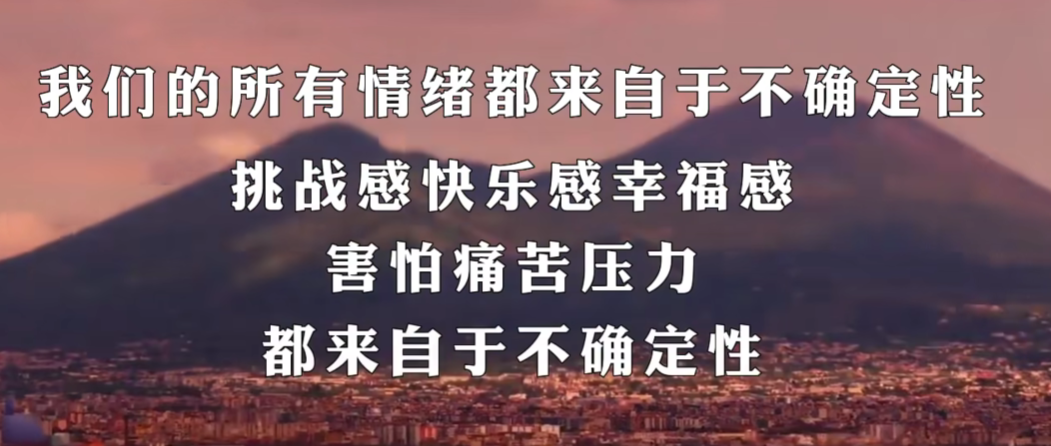 我们的所有情绪都来自于不确定性
挑战感快乐感幸福感
害怕痛苦压力
都来自于不确定性